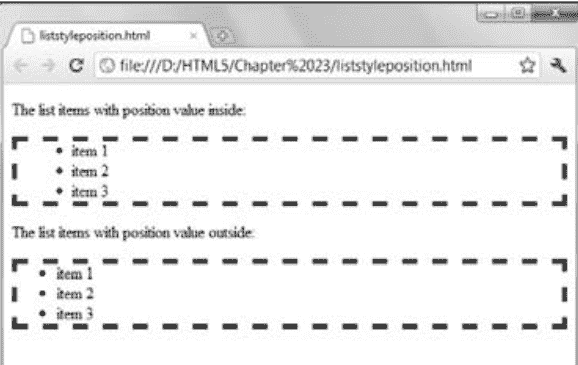 liststyleposition.html
file:///D:/HTML5/Chapter%2023/liststyleposition.html
The list items with position value inside:
• item 1
• item 2
• item 3
The list items with position value outside:
• item 1
• item 2
• item 3